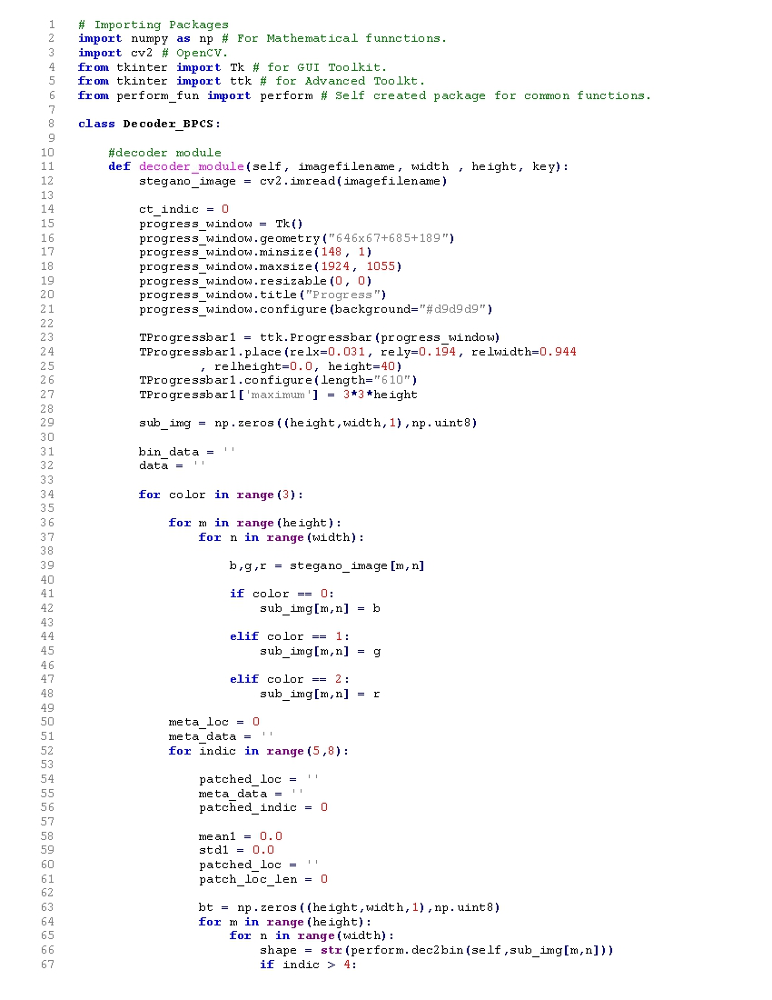 1 # Importing Packages
2 import numpy as np # For Mathematical funnctions.
3 import cv2 # OpenCV.
4 from tkinter import Tk # for GUI Toolkit.
5 from tkinter import ttk # for Advanced Toolkt.
6 from perform_fun import perform # Self created package for common functions.
7
8 class Decoder_BPCS:
9
10 #decoder module
11 def decoder_module(self, imagefilename, width , height, key):
12 stegano_image = cv2.imread(imagefilename)
13
14 ct_indic = 0
15 progress_window = Tk()
16 progress_window.geometry("646x67+685+189")
17 progress_window.minsize(148, 1)
18 progress_window.maxsize(1924, 1055)
19 progress_window.resizable(0, 0)
20 progress_window.title("Progress")
21 progress_window.configure(background="#d9d9d9")
22
23 TProgressbar1 = ttk.Progressbar(progress_window)
24 TProgressbar1.place(relx=0.031, rely=0.194, relwidth=0.944
25 , relheight=0.0, height=40)
26 TProgressbar1.configure(length="610")
27 TProgressbar1['maximum'] = 3*3*height
28
29 sub_img = np.zeros((height,width,1),np.uint8)
30
31 bin_data = ''
32 data = ''
33
34 for color in range(3):
35
36 for m in range(height):
37 for n in range(width):
38
39 b,g,r = stegano_image[m,n]
40
41 if color == 0:
42 sub_img[m,n] = b
43
44 elif color == 1:
45 sub_img[m,n] = g
46
47 elif color == 2:
48 sub_img[m,n] = r
49
50 meta_loc = 0
51 meta_data = ''
52 for indic in range(5,8):
53
54 patched_loc = ''
55 meta_data = ''
56 patched_indic = 0
57
58 mean1 = 0.0
59 std1 = 0.0
60 patched_loc = ''
61 patch_loc_len = 0
62
63 bt = np.zeros((height,width,1),np.uint8)
64 for m in range(height):
65 for n in range(width):
66 shape = str(perform.dec2bin(self,sub_img[m,n]))
67 if indic > 4: